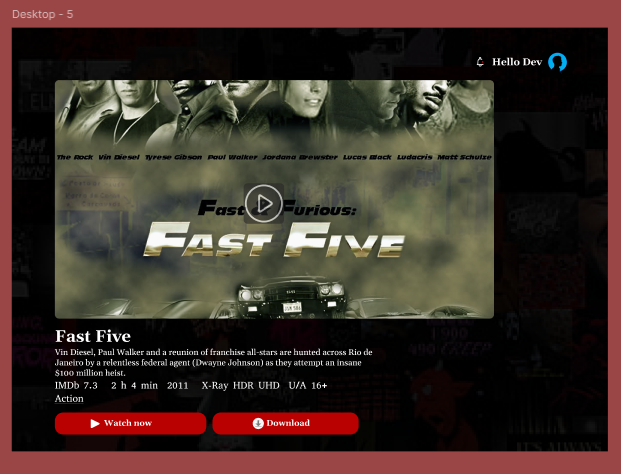 Desktop - 5
Hello Dev
The Rock Vin Diesel Tyrese Gibson Paul Walker Jordana Brewster Lucas Black Ludacris Matt Schulze
Fast & Furious:
FAST FIVE
Fast Five
Vin Diesel, Paul Walker and a reunion of franchise all-stars are hunted across Rio de
Janeiro by a relentless federal agent (Dwayne Johnson) as they attempt an insane
$100 million heist.
IMDb 7.3 2 h 4 min 2011 X-Ray HDR UHD U/A 16+
Action
Watch now
Download